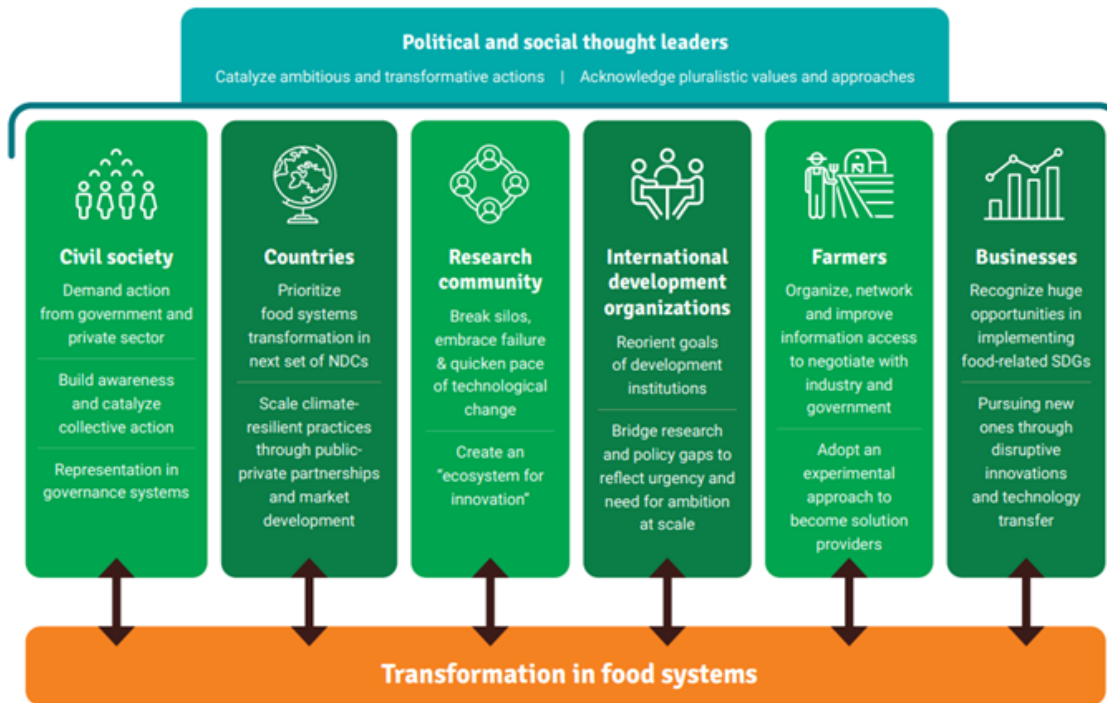 Political and social thought leaders
Catalyze ambitious and transformative actions | Acknowledge pluralistic values and approaches
Civil society
Demand action
from government and
private sector
Build awareness
and catalyze
collective action
Representation in
governance systems
Countries
Prioritize
food systems
transformation in
next set of NDCs
Scale climate-
resilient practices
through public-
private partnerships
and market
development
Research
community
Break silos,
embrace failure
& quicken pace
of technological
change
Create an
“ecosystem for
innovation”
International
development
organizations
Reorient goals
of development
institutions
Bridge research
and policy gaps to
reflect urgency and
need for ambition
at scale
Farmers
Organize, network
and improve
information access
to negotiate with
industry and
government
Adopt an
experimental
approach to
become solution
providers
Businesses
Recognize huge
opportunities in
implementing
food-related SDGs
Pursuing new
ones through
disruptive
innovations
and technology
transfer
Transformation in food systems